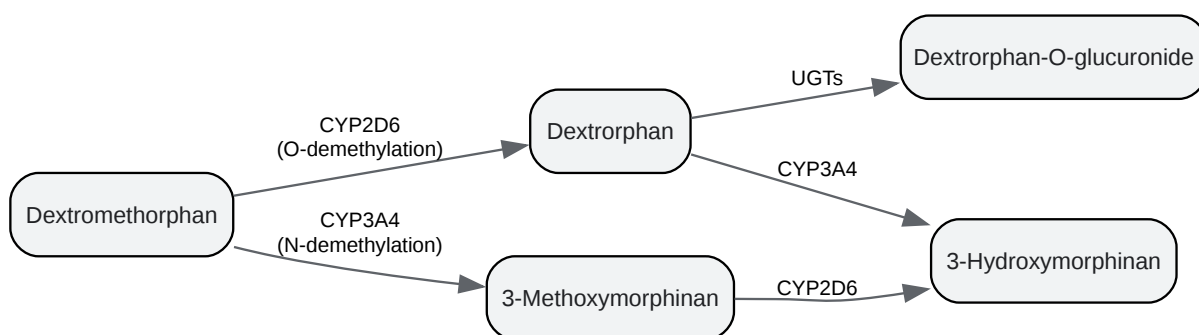 Dextromethorphan
CYP2D6
(O-demethylation)
CYP3A4
(N-demethylation)
Dextrorphan
3-Methoxymorphinan
UGTs
CYP3A4
CYP2D6
Dextrorphan-O-glucuronide
3-Hydroxymorphinan